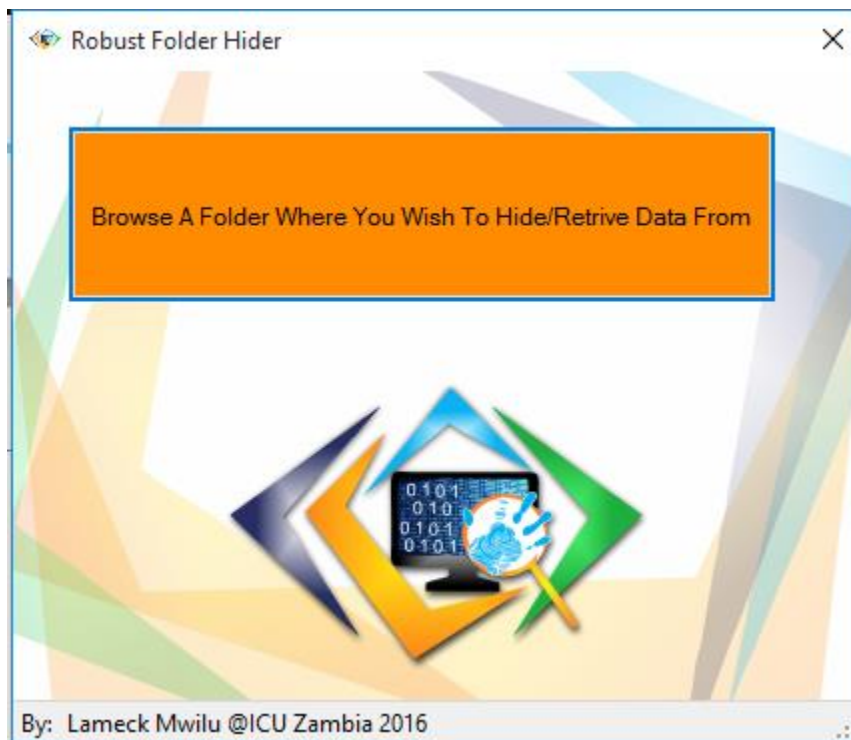 Robust Folder Hider
Browse A Folder Where You Wish To Hide/Retrive Data From
0101
010
0101
0101
By: Lameck Mwilu @ICU Zambia 2016